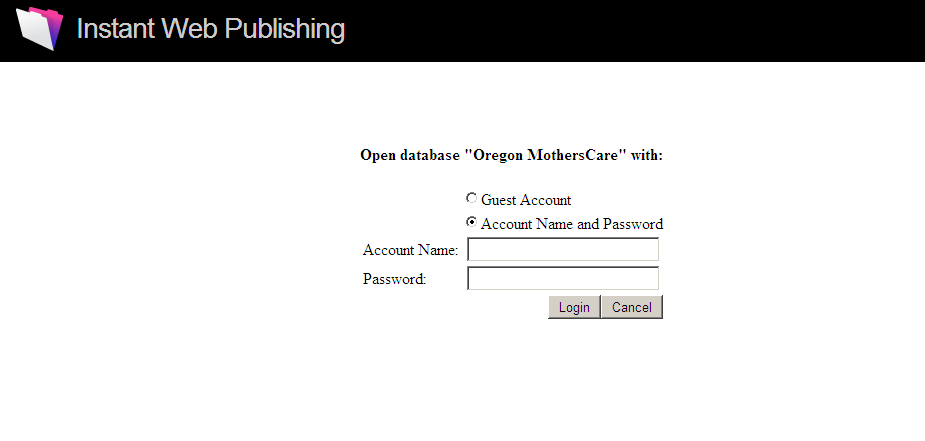 Instant Web Publishing
Open database "Oregon MothersCare" with:
Guest Account
Account Name and Password
Account Name:
Password:
Login Cancel